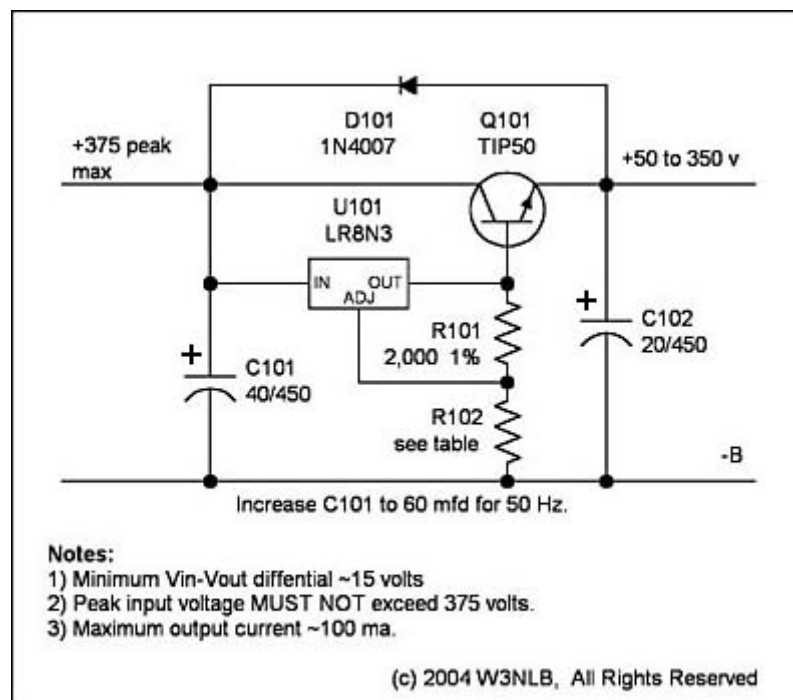 D101
1N4007
Q101
TIP50
+375 peak
max
+50 to 350 v
U101
LR8N3
IN OUT
ADJ
R101
2,000 1%
+
C102
20/450
+
C101
40/450
R102
see table
-B
Increase C101 to 60 mfd for 50 Hz.
Notes:
1) Minimum Vin-Vout diffential ~15 volts
2) Peak input voltage MUST NOT exceed 375 volts.
3) Maximum output current ~100 ma.
(c) 2004 W3NLB, All Rights Reserved